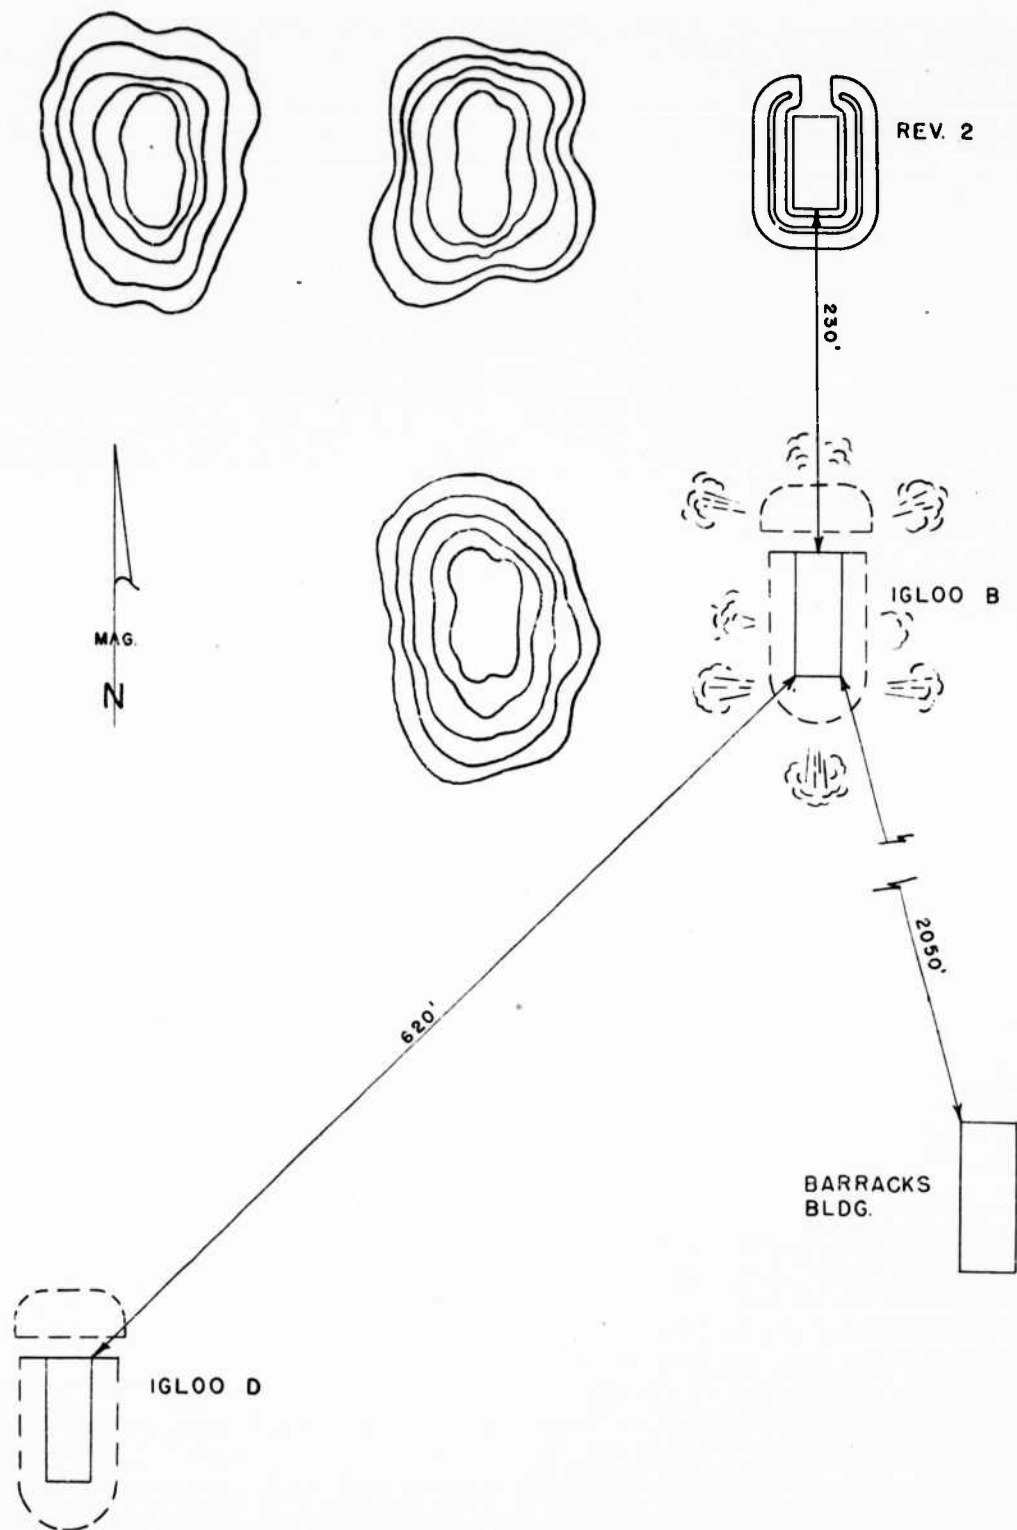 REV. 2
230'
IGLOO B
MAG.
N
2050'
620'
BARRACKS
BLDG.
IGLOO D